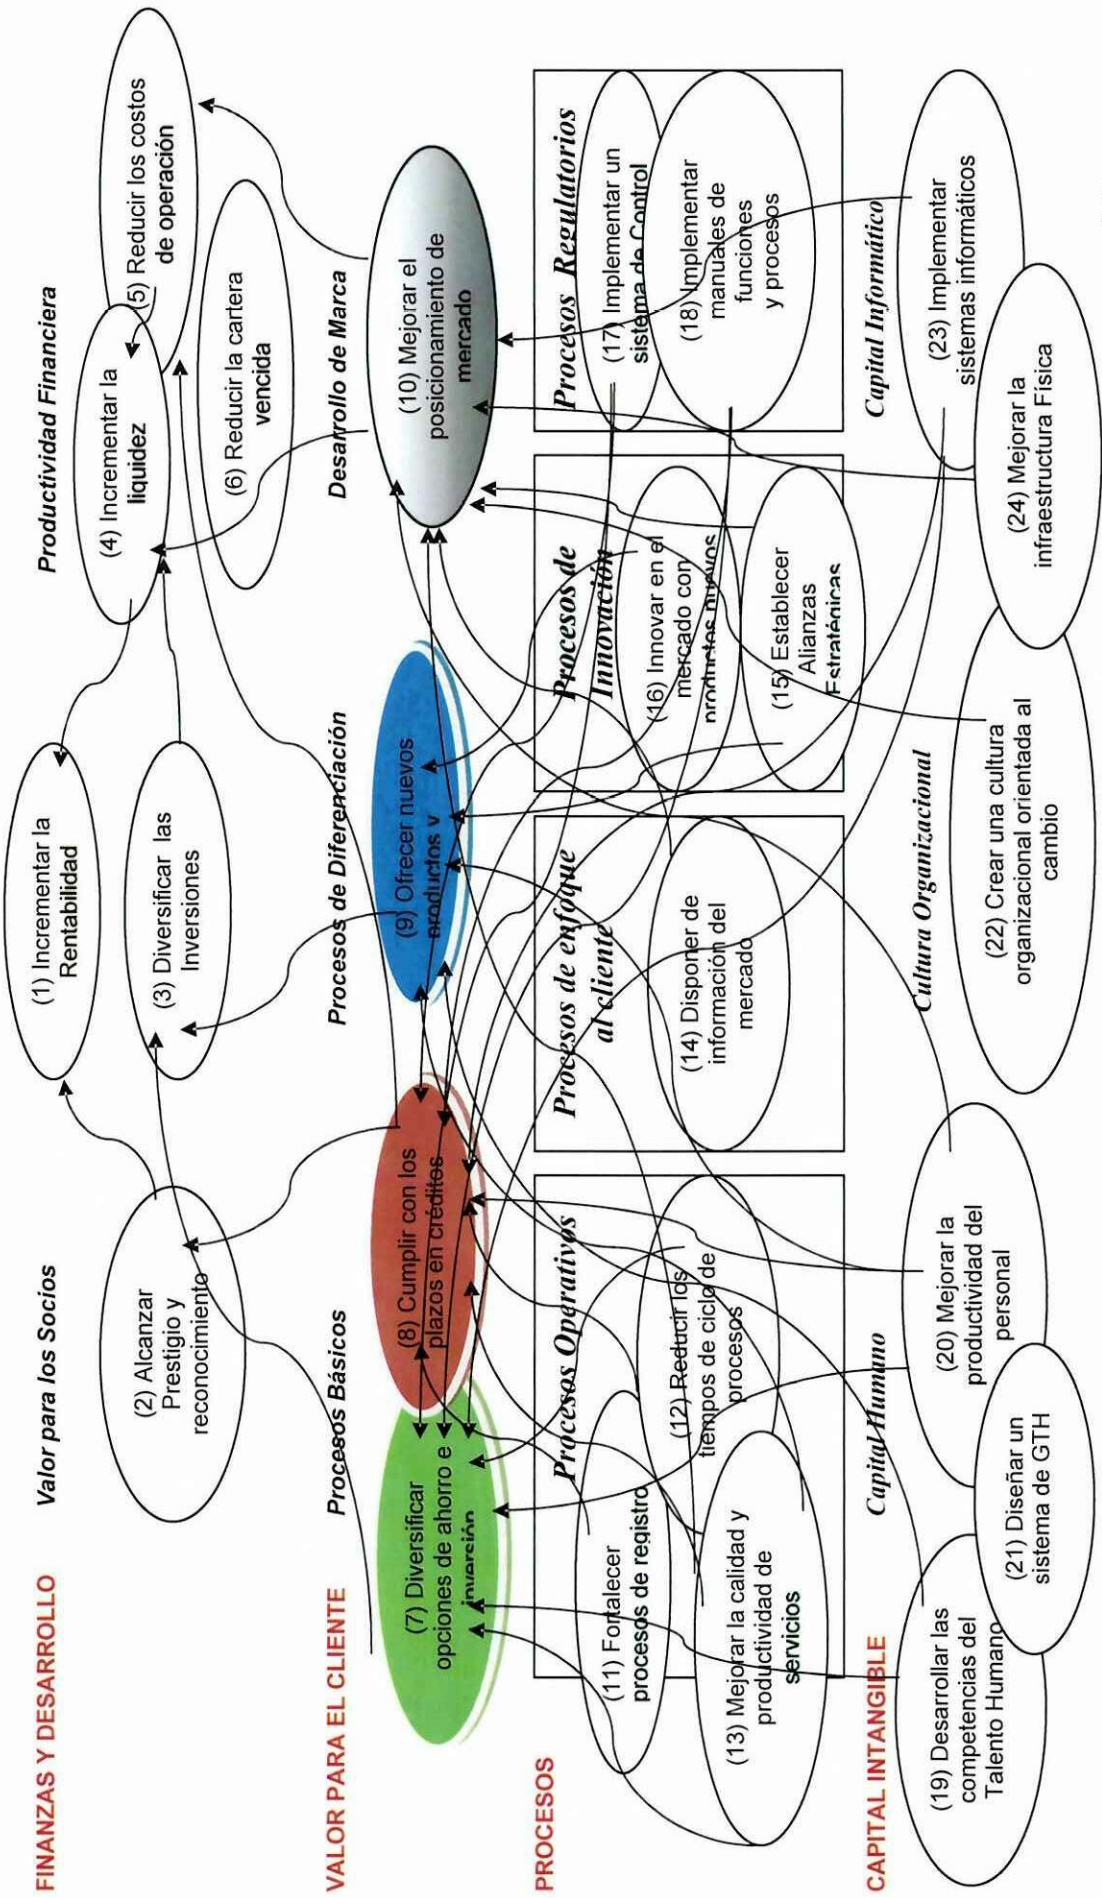 FINANZAS Y DESARROLLO
Valor para los Socios
Productividad Financiera
(1) Incrementar la
Rentabilidad
(2) Alcanzar
Prestigio y
reconocimiento
(3) Diversificar las
Inversiones
(4) Incrementar la
liquidez
(5) Reducir los costos
de operación
(6) Reducir la cartera
vencida
VALOR PARA EL CLIENTE
Procesos Básicos
Procesos de Diferenciación
Desarrollo de Marca
(7) Diversificar
opciones de ahorro e
inversión
(8) Cumplir con los
plazos en créditos
(9) Ofrecer nuevos
productos y
(10) Mejorar el
posicionamiento de
mercado
PROCESOS
Procesos Operativos
(11) Fortalecer
procesos de registro
(12) Reducir los
tiempos de ciclo de
procesos
(13) Mejorar la calidad y
productividad de
servicios
Procesos de enfoque
al cliente
(14) Disponer de
información del
mercado
Procesos de
Innovación
(16) Innovar en el
mercado con
productos nuevos
(15) Establecer
Alianzas
Estratégicas
Procesos Regulatorios
(17) Implementar un
sistema de Control
(18) Implementar
manuales de
funciones
y procesos
CAPITAL INTANGIBLE
Capital Humano
Cultura Organizacional
Capital Informático
(19) Desarrollar las
competencias del
Talento Humano
(20) Mejorar la
productividad del
personal
(21) Diseñar un
sistema de GTH
(22) Crear una cultura
organizacional orientada al
cambio
(23) Implementar
sistemas informáticos
(24) Mejorar la
infraestructura Física